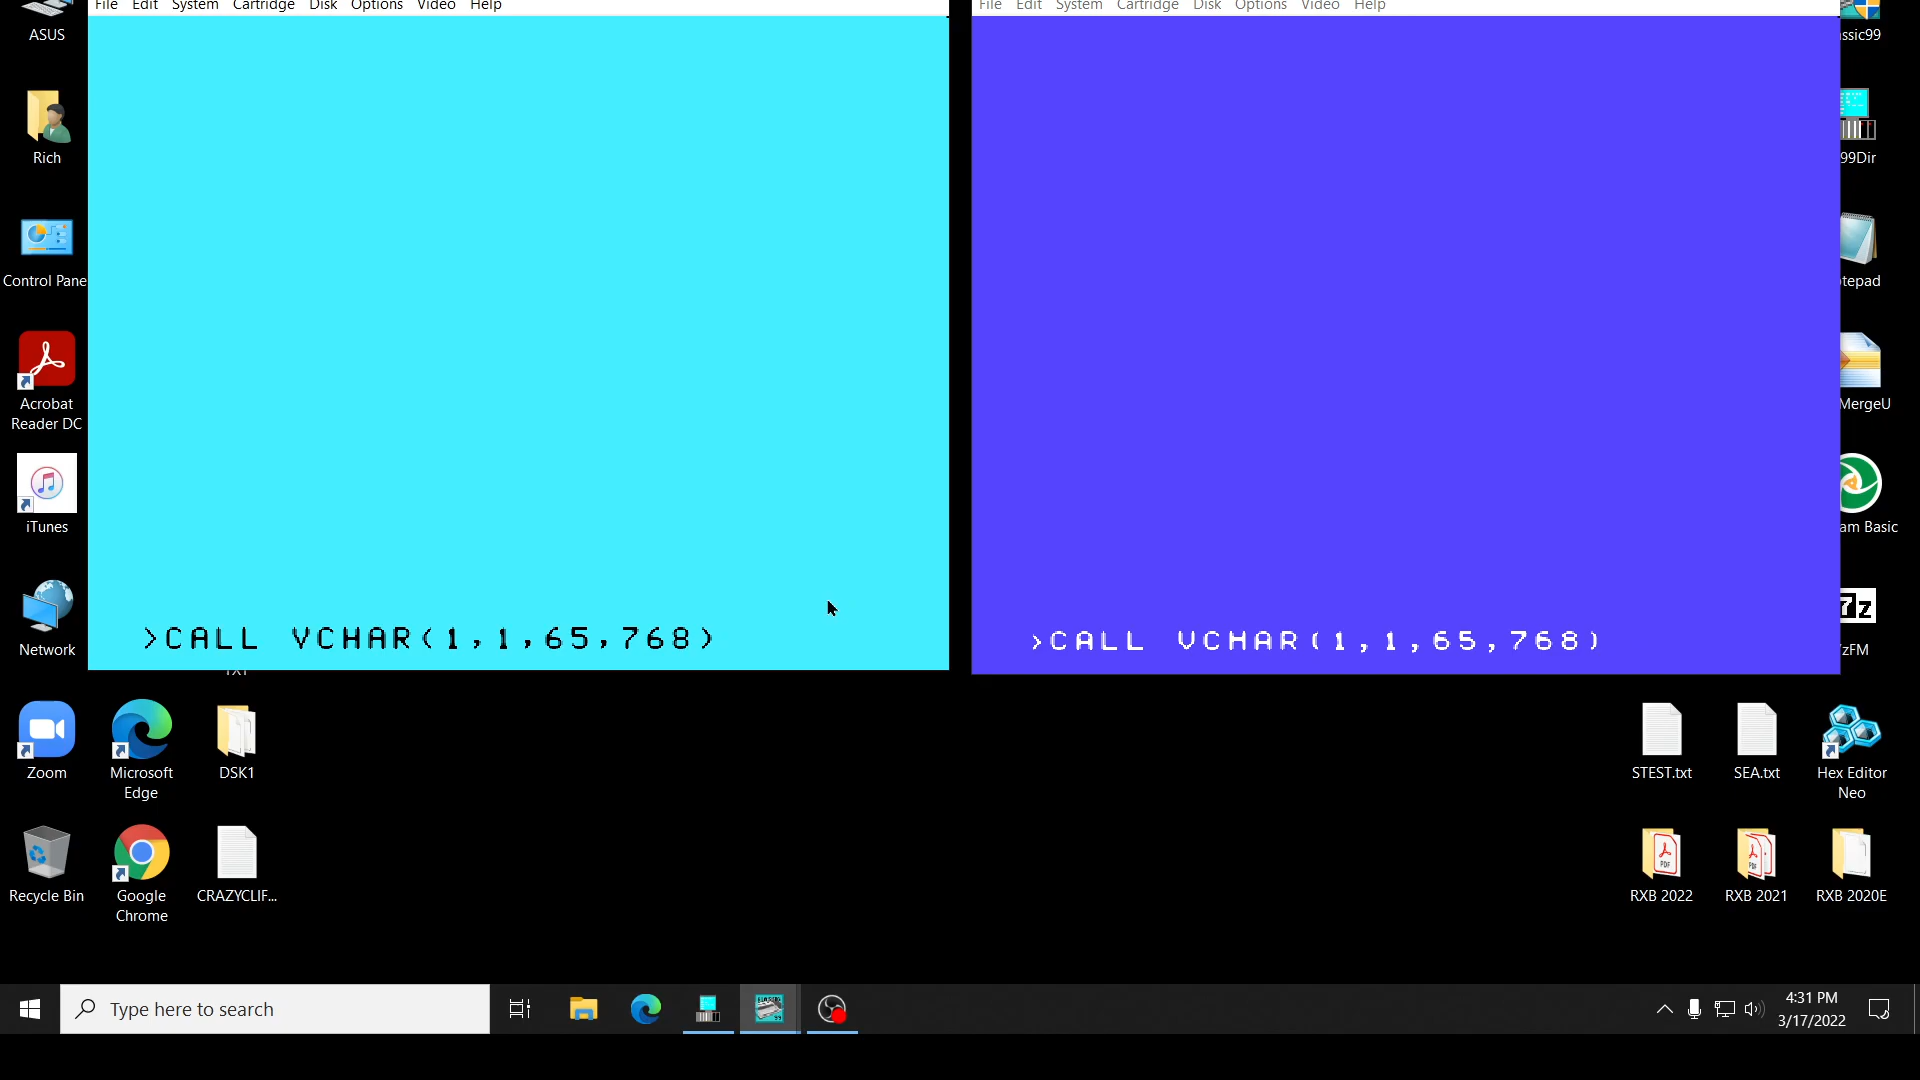 File Edit System Cartridge Disk Options Video Help
File Edit System Cartridge Disk Options Video Help
ASUS
ssic99
Rich
99Dir
Control Pane
tepad
Acrobat
Reader DC
MergeU
iTunes
am Basic
>CALL VCHAR(1,1,65,768)
>CALL VCHAR(1,1,65,768)
Network
7z
zFM
TXT
Zoom
Microsoft
Edge
DSK1
STEST.txt
SEA.txt
Hex Editor
Neo
Recycle Bin
Google
Chrome
CRAZYCLIF...
PDF
RXB 2022
RXB 2021
RXB 2020E
Type here to search
4:31 PM
3/17/2022